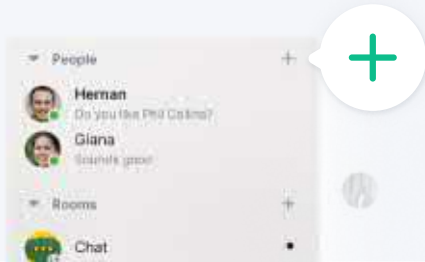 People
Hernan
Do you like Phil Collins?
Giana
Sounds good
Rooms
Chat